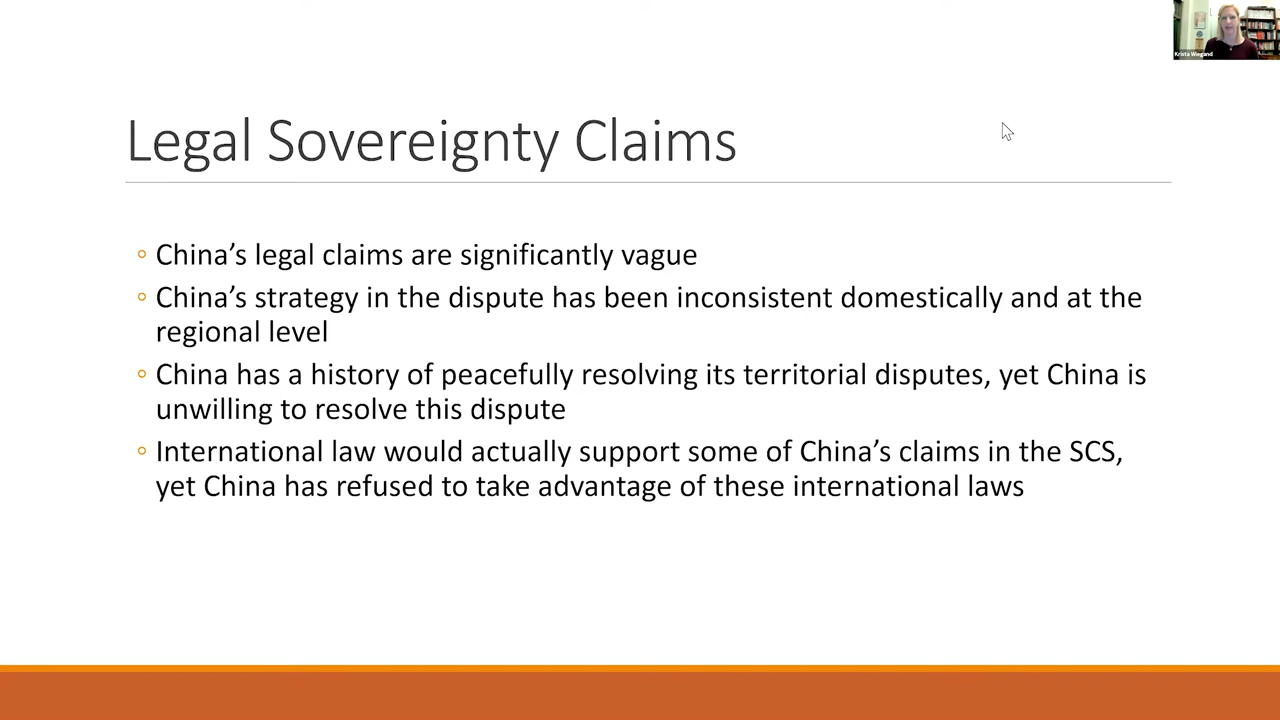 Krista Wiegand
Legal Sovereignty Claims
China’s legal claims are significantly vague
China’s strategy in the dispute has been inconsistent domestically and at the
regional level
China has a history of peacefully resolving its territorial disputes, yet China is
unwilling to resolve this dispute
International law would actually support some of China’s claims in the SCS,
yet China has refused to take advantage of these international laws